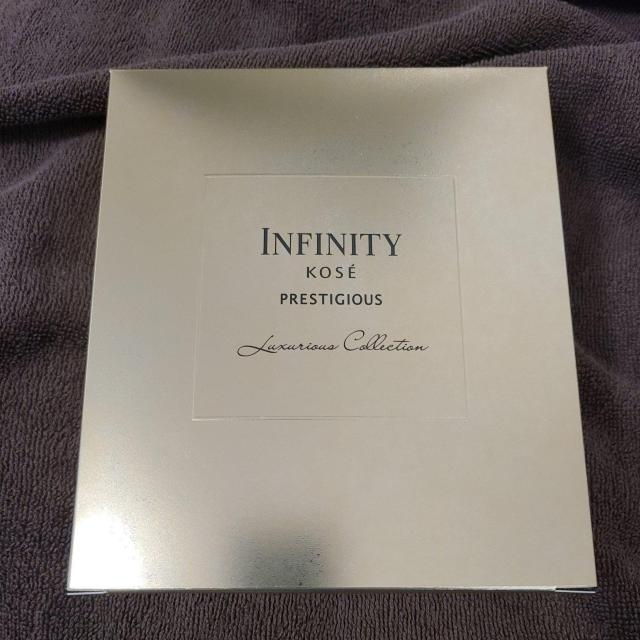 INFINITY
KOSÉ
PRESTIGIOUS
Luxurious Collection